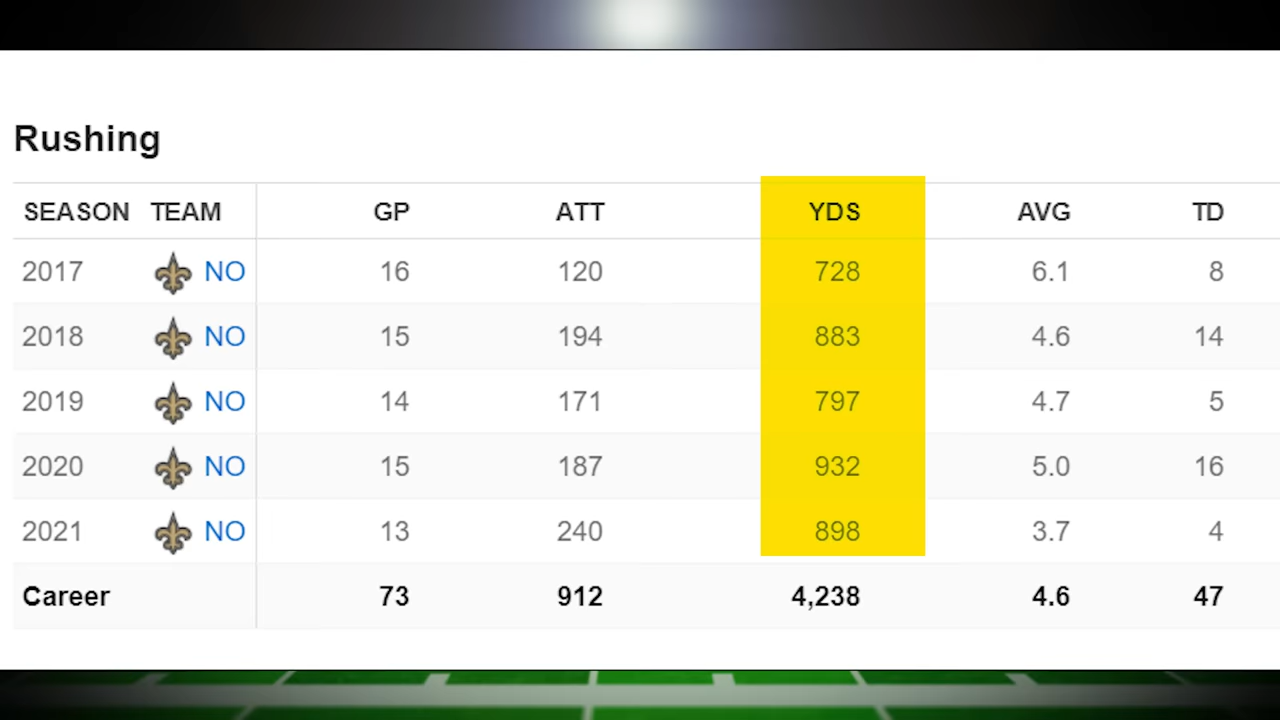 Rushing
SEASON TEAM GP ATT YDS AVG TD
2017 NO 16 120 728 6.1 8
2018 NO 15 194 883 4.6 14
2019 NO 14 171 797 4.7 5
2020 NO 15 187 932 5.0 16
2021 NO 13 240 898 3.7 4
Career 73 912 4,238 4.6 47